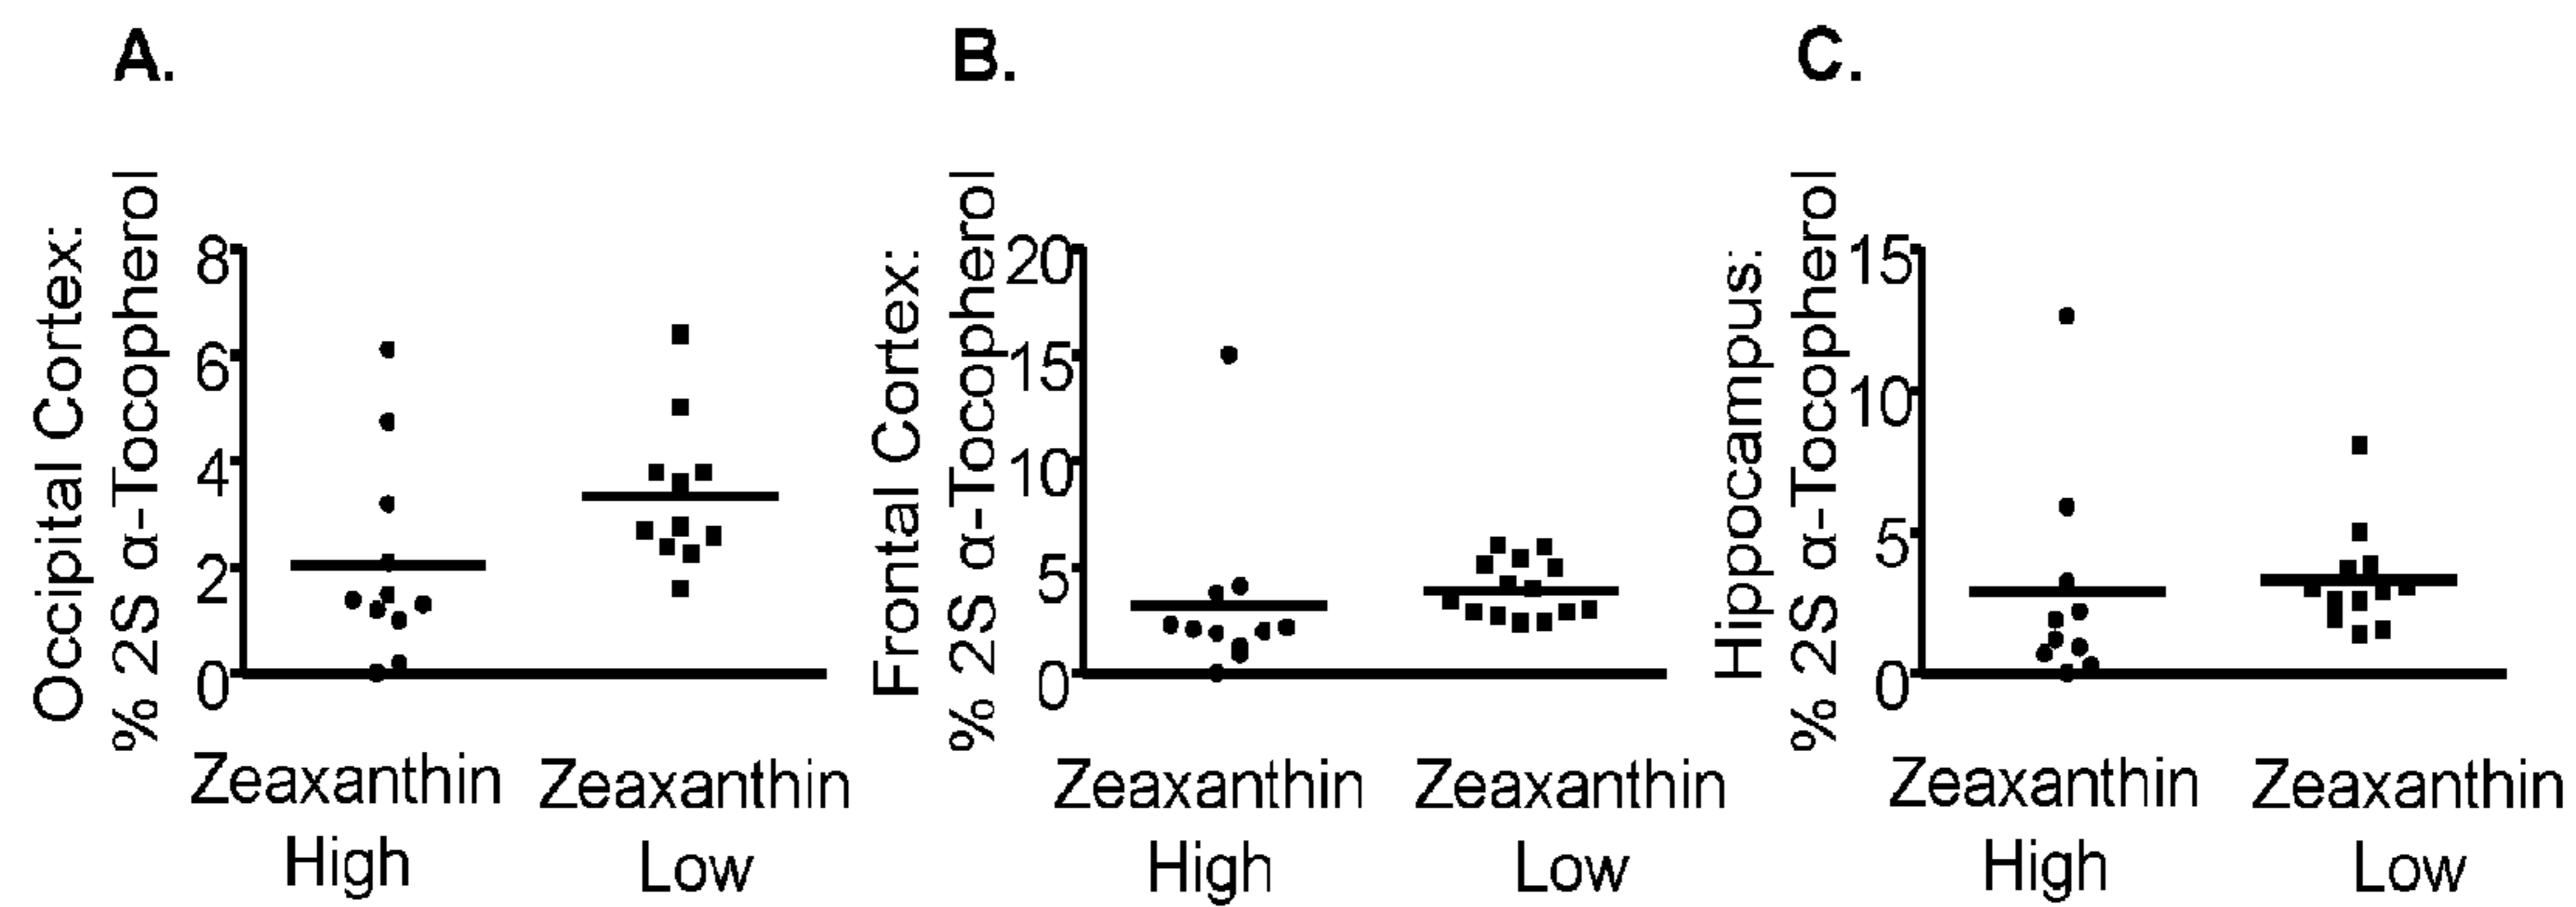 A.
Occipital Cortex:
% 2S α-Tocopherol
8
6
4
2
0
Zeaxanthin
High
Zeaxanthin
Low
B.
Frontal Cortex:
% 2S α-Tocopherol
20
15
10
5
0
Zeaxanthin
High
Zeaxanthin
Low
C.
Hippocampus:
% 2S α-Tocopherol
15
10
5
0
Zeaxanthin
High
Zeaxanthin
Low